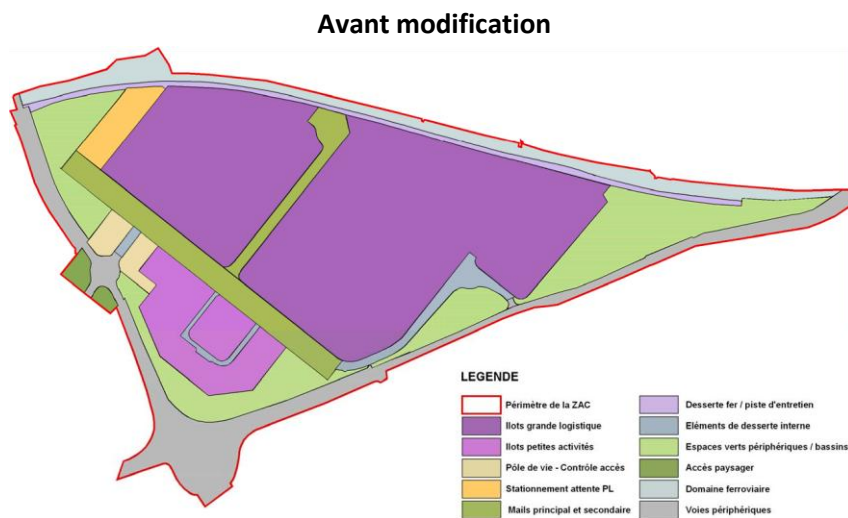 Avant modification
LEGENDE
Périmètre de la ZAC
Ilots grande logistique
Ilots petites activités
Pôle de vie - Contrôle accès
Stationnement attente PL
Mails principal et secondaire
Desserte fer / piste d'entretien
Eléments de desserte interne
Espaces verts périphériques / bassins
Accès paysager
Domaine ferroviaire
Voies périphériques